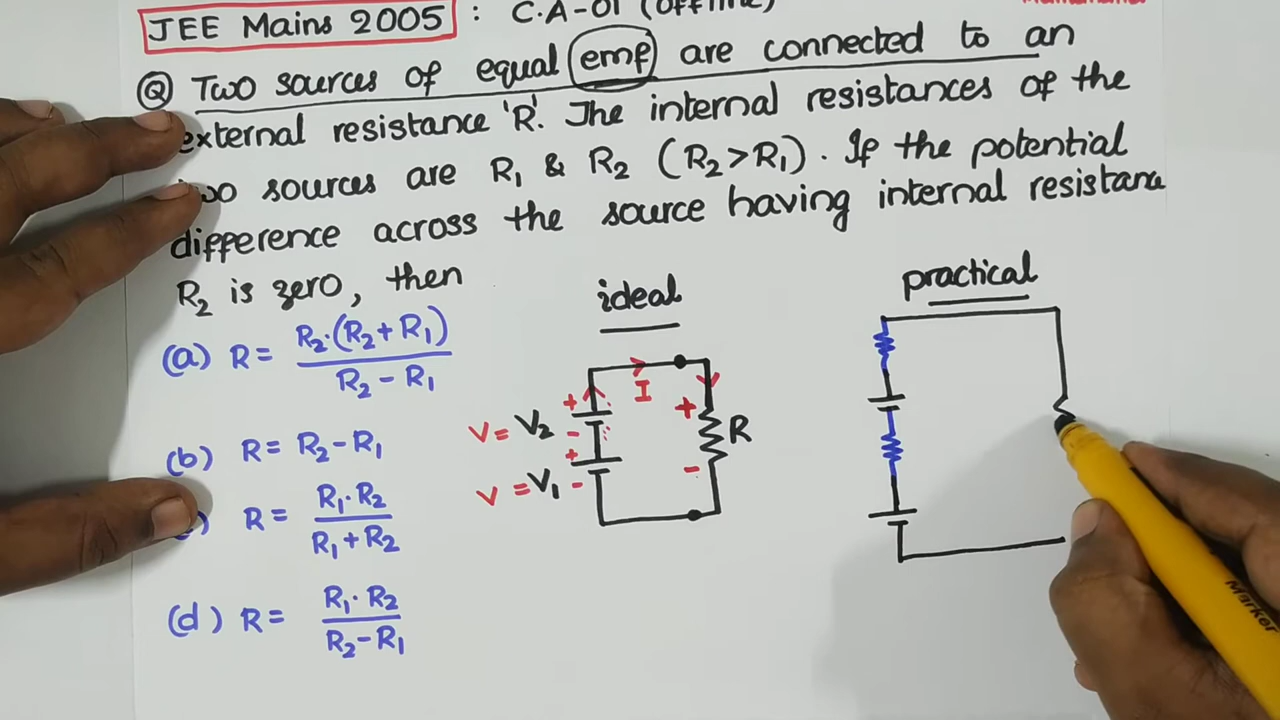 JEE Mains 2005 : C.A-01 (Offline)
Q Two sources of equal emf are connected to an
external resistance 'R'. The internal resistances of the
two sources are R₁ & R₂ (R₂>R₁). If the potential
difference across the source having internal resistance
R₂ is zero, then
ideal
practical
(a) R = R₂.(R₂+R₁) / R₂-R₁
(b) R = R₂-R₁
R = R₁.R₂ / R₁+R₂
(d) R = R₁.R₂ / R₂-R₁
I
+
+
V = V₂
-
R
+
-
V = V₁
-
Marker